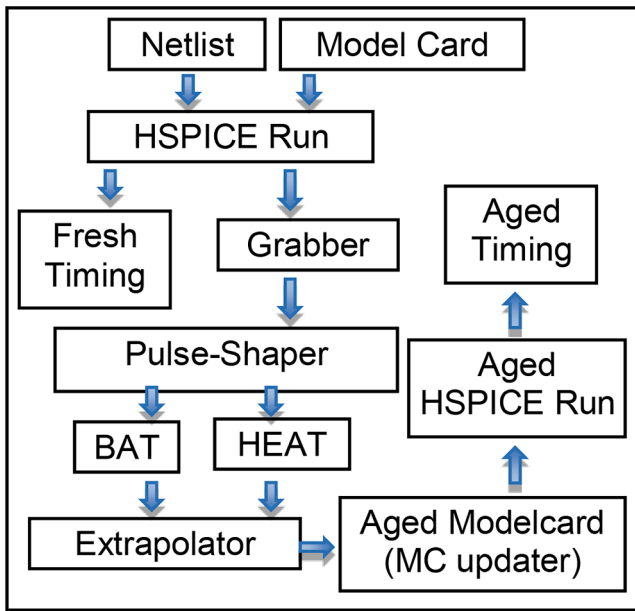 Netlist
Model Card
HSPICE Run
Fresh
Timing
Grabber
Aged
Timing
Pulse-Shaper
Aged
HSPICE Run
BAT
HEAT
Extrapolator
Aged Modelcard
(MC updater)